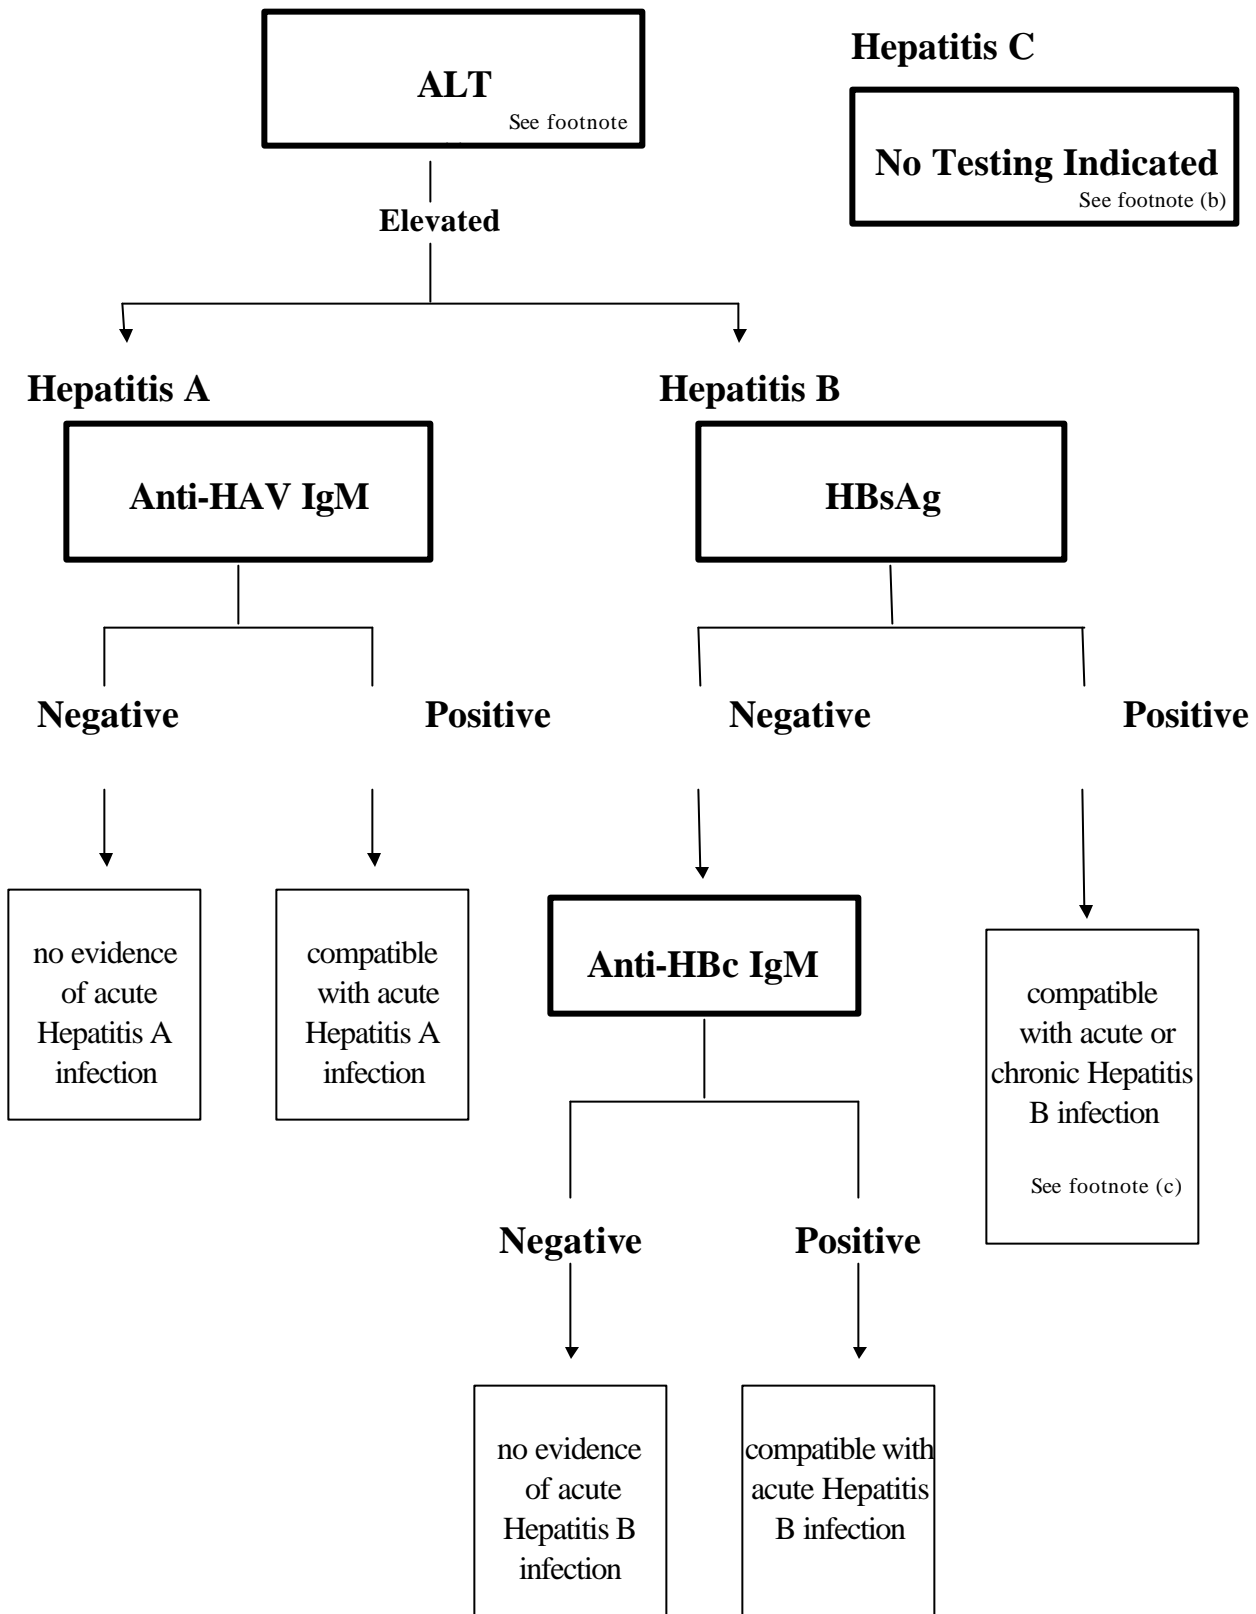 ALT
See footnote
Hepatitis C
No Testing Indicated
See footnote (b)
Elevated
Hepatitis A
Hepatitis B
Anti-HAV IgM
HBsAg
Negative
Positive
Negative
Positive
no evidence
of acute
Hepatitis A
infection
compatible
with acute
Hepatitis A
infection
Anti-HBc IgM
compatible
with acute or
chronic Hepatitis
B infection
See footnote (c)
Negative
Positive
no evidence
of acute
Hepatitis B
infection
compatible with
acute Hepatitis
B infection